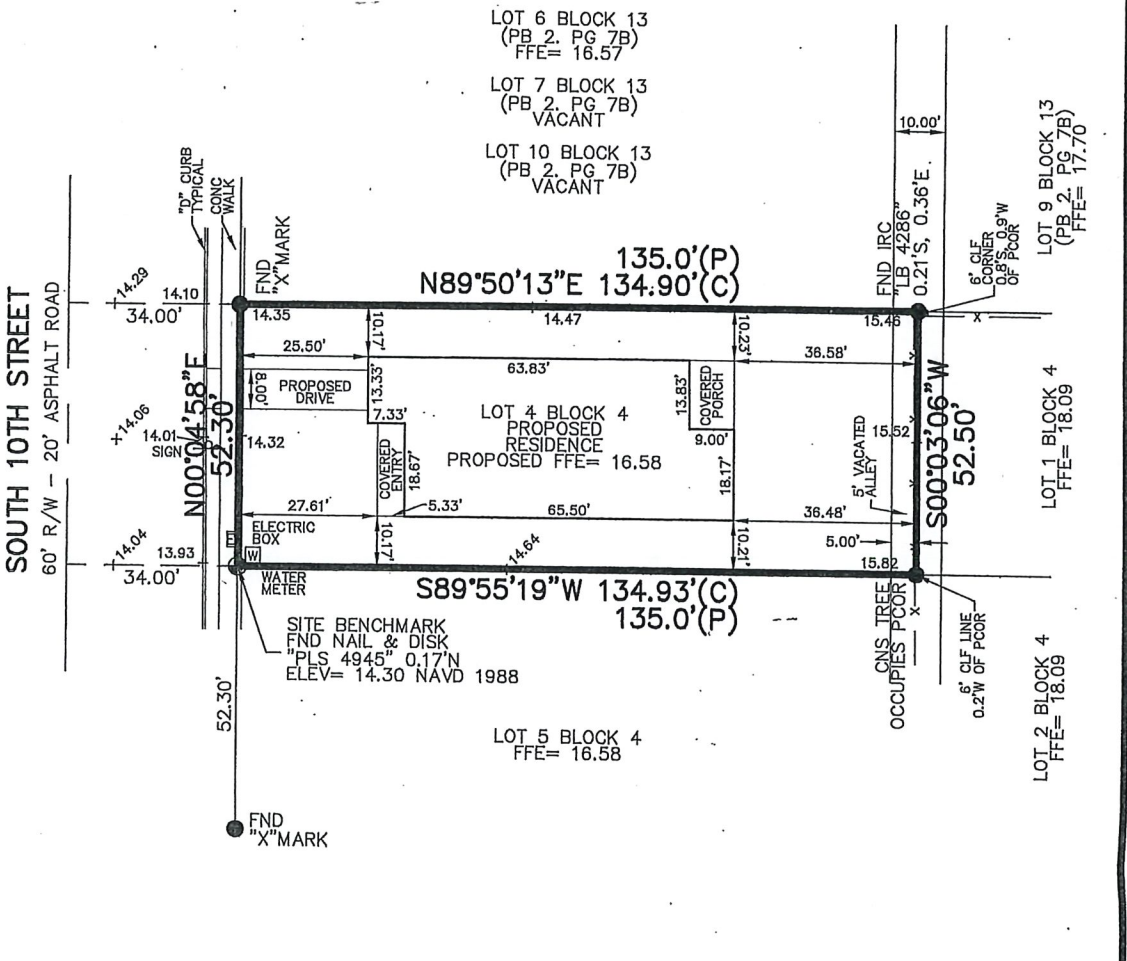 LOT 6 BLOCK 13
(PB 2. PG 7B)
FFE= 16.57
LOT 7 BLOCK 13
(PB 2. PG 7B)
VACANT
LOT 10 BLOCK 13
(PB 2. PG 7B)
VACANT
10.00'
LOT 9 BLOCK 13
(PB 2. PG 7B)
FFE= 17.70
"D" CURB
TYPICAL
CONC
WALK
FND
"X"MARK
FND IRC
"LB 4286"
0.21'S, 0.36'E.
6' CLF
CORNER
0.8'S, 0.9'W
OF PCOR
SOUTH 10TH STREET
60' R/W – 20' ASPHALT ROAD
135.0'(P)
N89°50'13"E 134.90'(C)
14.29
14.10
34.00'
14.35
14.47
15.46
10.17'
10.23'
25.50'
63.83'
36.58'
N00°04'58"E
52.30'
8.00'
PROPOSED
DRIVE
13.33'
7.33'
13.83'
COVERED
PORCH
9.00'
LOT 4 BLOCK 4
PROPOSED
RESIDENCE
PROPOSED FFE= 16.58
14.06
14.01
SIGN
14.32
COVERED
ENTRY
18.67'
18.17'
15.52
5' VACATED
ALLEY
S00°03'06"W
52.50'
LOT 1 BLOCK 4
FFE= 18.09
27.61'
5.33'
65.50'
36.48'
ELECTRIC
BOX
E
W
WATER
METER
10.17'
10.21'
5.00'
14.04
13.93
34.00'
14.64
15.82
S89°55'19"W 134.93'(C)
135.0'(P)
SITE BENCHMARK
FND NAIL & DISK
"PLS 4945" 0.17'N
ELEV= 14.30 NAVD 1988
CNS TREE
OCCUPIES PCOR
6' CLF LINE
0.2'W OF PCOR
LOT 2 BLOCK 4
FFE= 18.09
52.30'
LOT 5 BLOCK 4
FFE= 16.58
FND
"X"MARK